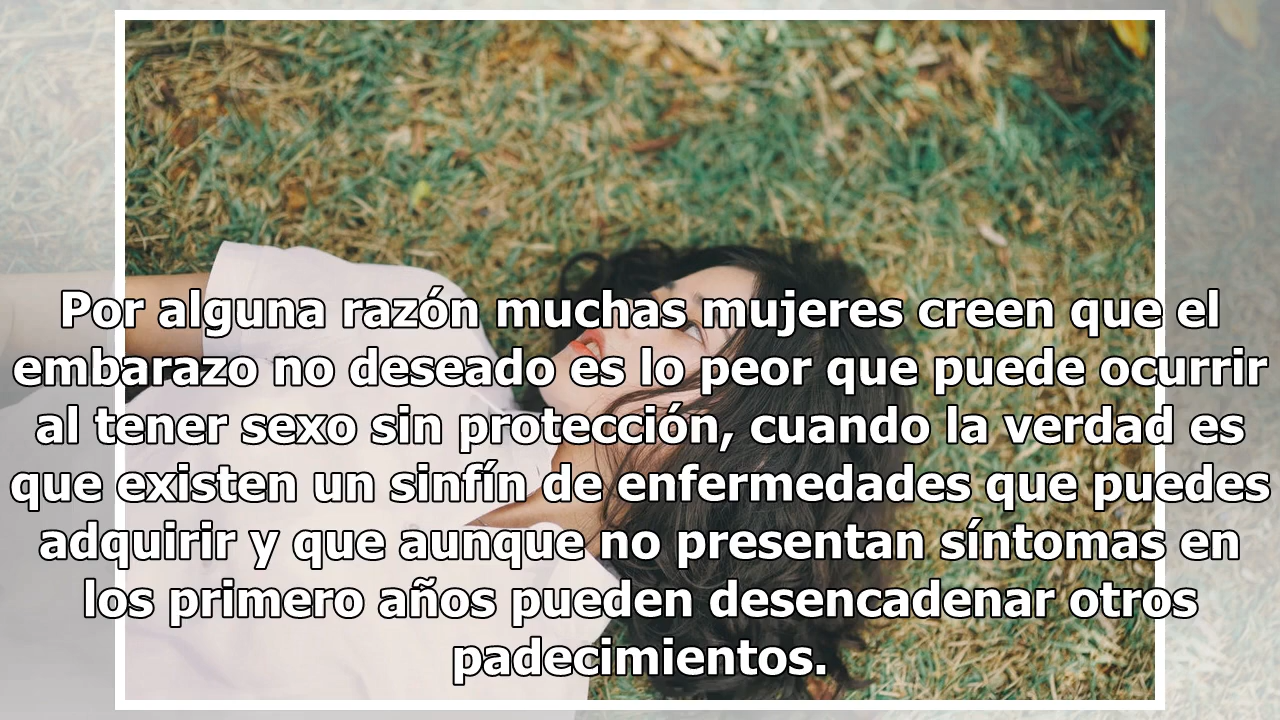 Por alguna razón muchas mujeres creen que el
embarazo no deseado es lo peor que puede ocurrir
al tener sexo sin protección, cuando la verdad es
que existen un sinfín de enfermedades que puedes
adquirir y que aunque no presentan síntomas en
los primero años pueden desencadenar otros
padecimientos.